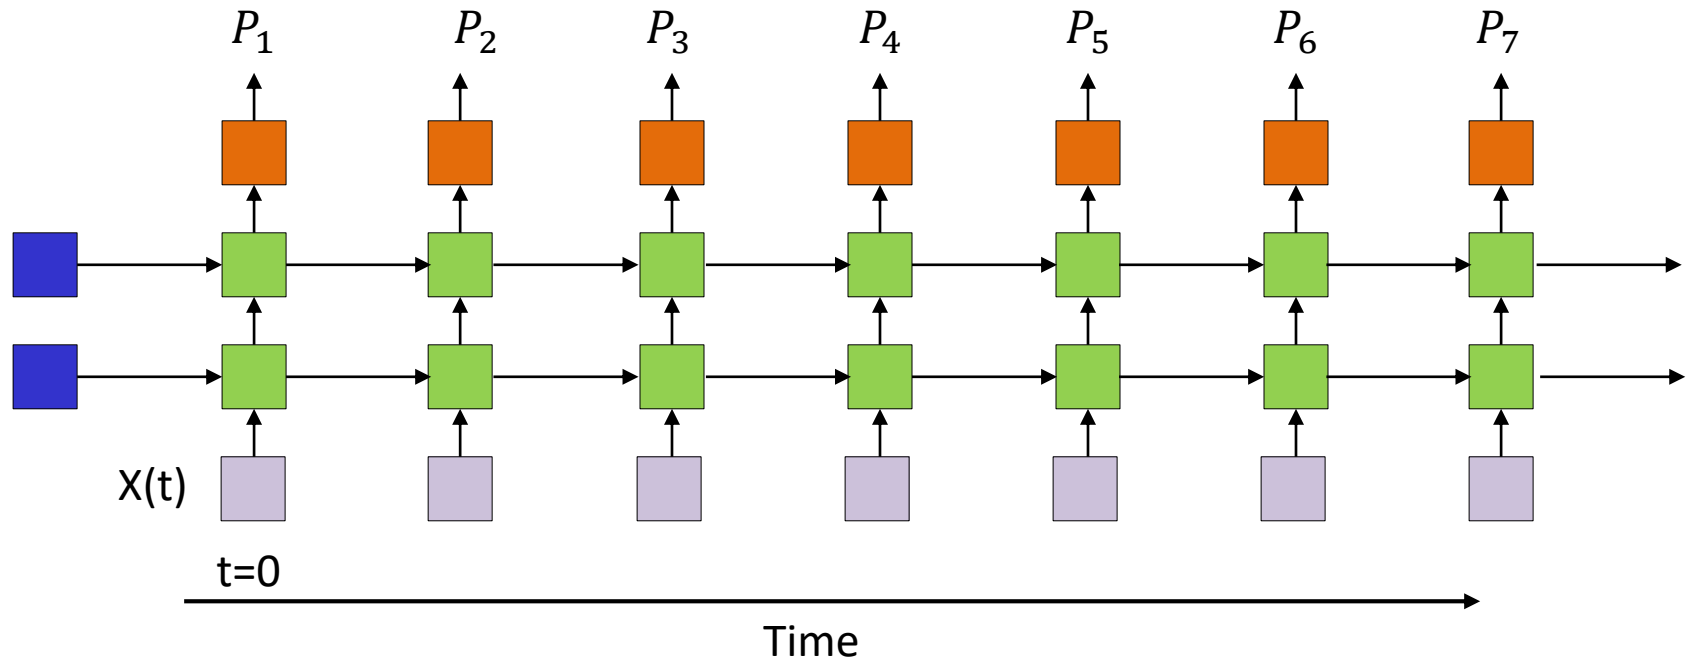 P₁ P₂ P₃ P₄ P₅ P₆ P₇
X(t)
t=0
Time